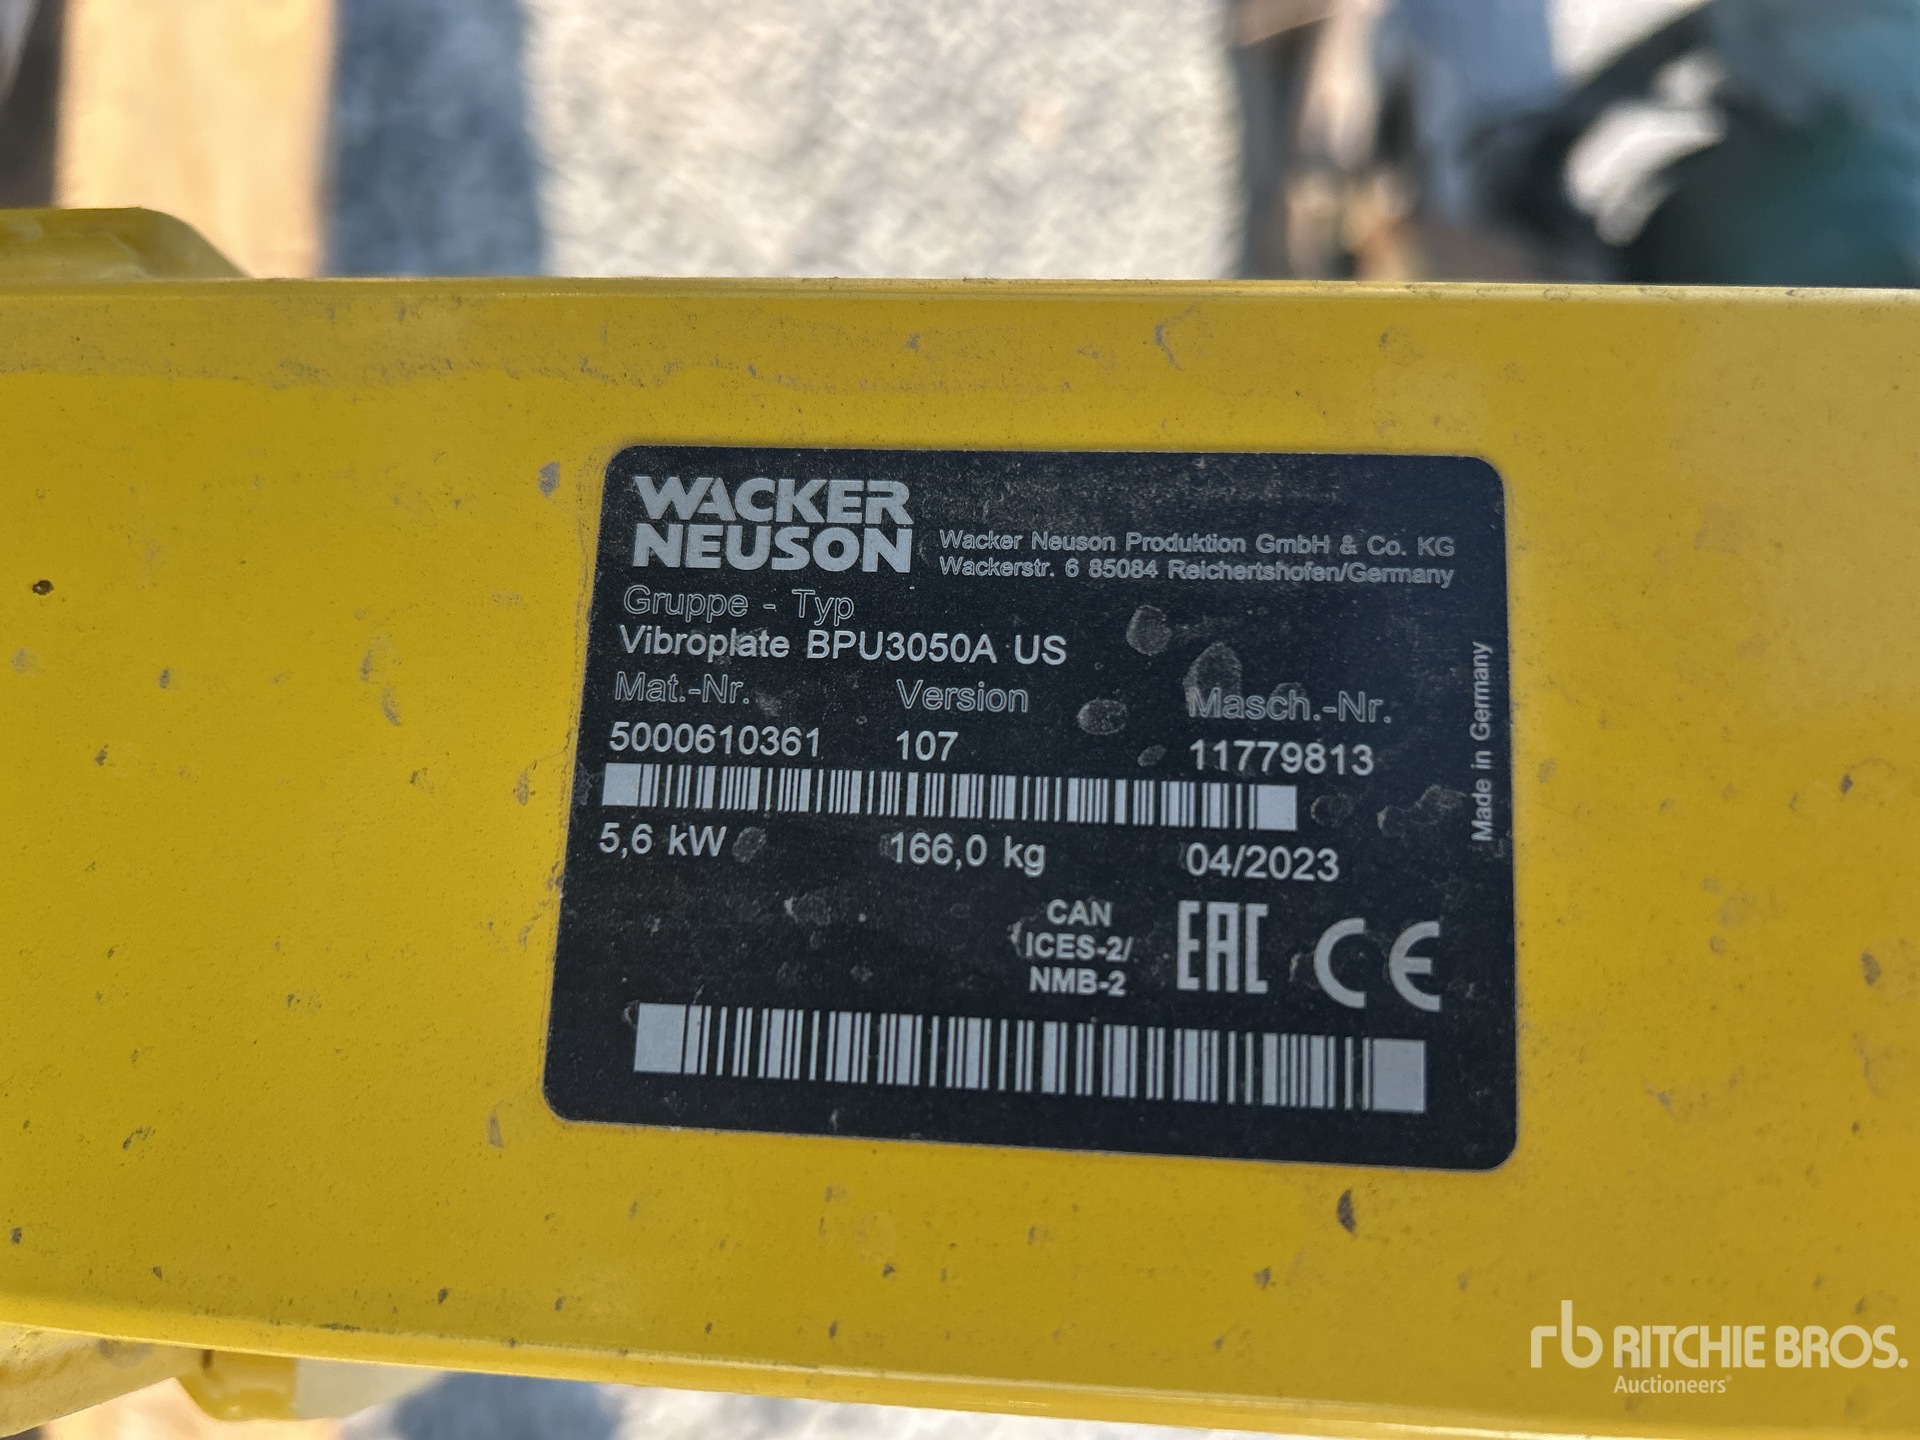 WACKER
NEUSON
Wacker Neuson Produktion GmbH & Co. KG
Wackerstr. 6 85084 Reichertshofen/Germany
Gruppe - Typ
Vibroplate BPU3050A US
Mat.-Nr. Version Masch.-Nr.
5000610361 107 11779813
5,6 kW 166,0 kg 04/2023
CAN
ICES-2/
NMB-2
EAC CE
Made in Germany
rb RITCHIE BROS.
Auctioneers